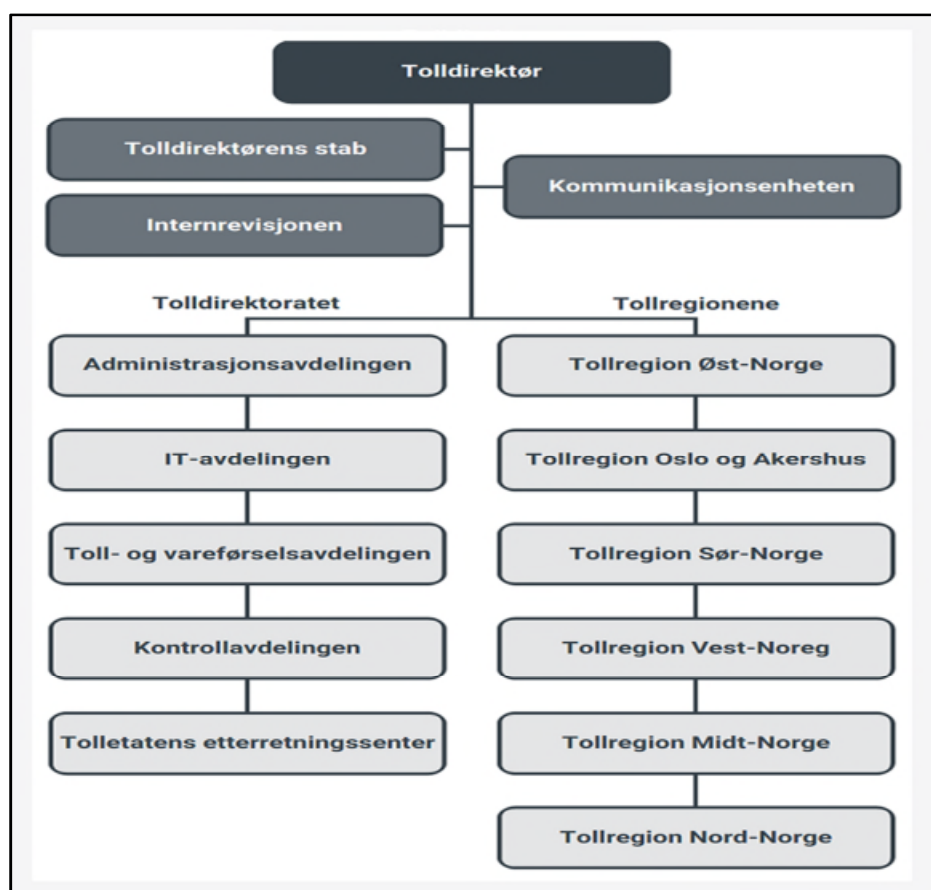 Tolldirektør
Tolldirektørens stab
Kommunikasjonsenheten
Internrevisjonen
Tolldirektoratet
Administrasjonsavdelingen
IT-avdelingen
Toll- og vareførselsavdelingen
Kontrollavdelingen
Tolletatens etterretningssenter
Tollregionene
Tollregion Øst-Norge
Tollregion Oslo og Akershus
Tollregion Sør-Norge
Tollregion Vest-Noreg
Tollregion Midt-Norge
Tollregion Nord-Norge